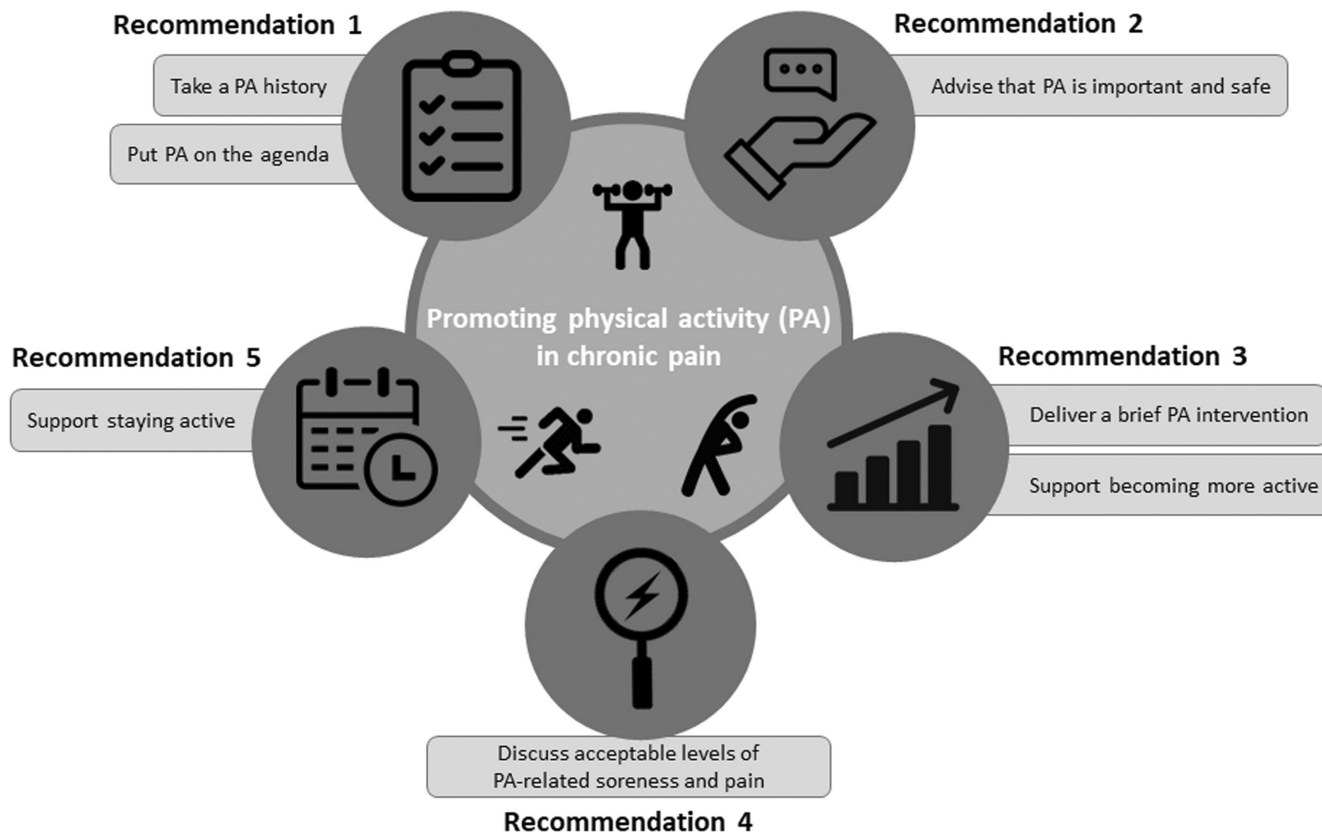 Recommendation 1
Take a PA history
Put PA on the agenda
Recommendation 2
Advise that PA is important and safe
Promoting physical activity (PA)
in chronic pain
Recommendation 3
Deliver a brief PA intervention
Support becoming more active
Discuss acceptable levels of
PA-related soreness and pain
Recommendation 4
Recommendation 5
Support staying active